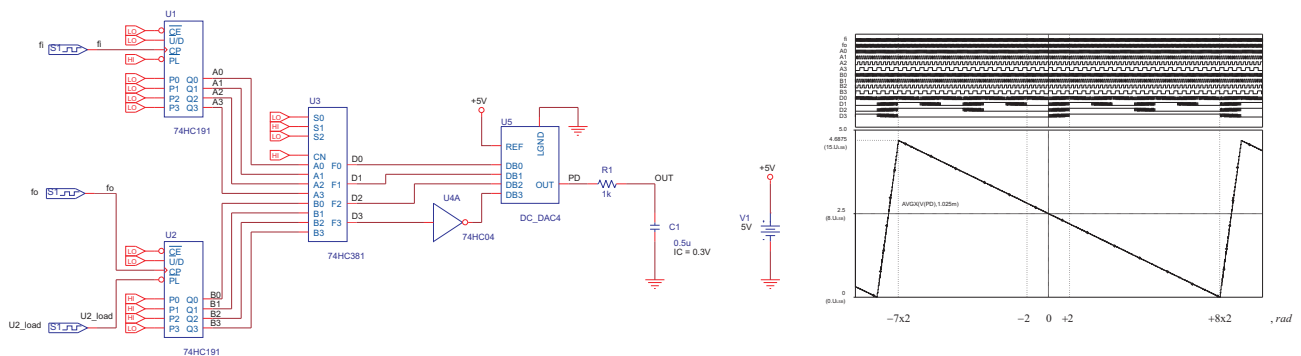 U1
LO CE
LO U/D
fi S1 fi CP
HI PL
LO P0 Q0 A0
LO P1 Q1 A1
LO P2 Q2 A2
LO P3 Q3 A3
74HC191
U3
LO S0
HI S1
LO S2
HI CN
A0 F0 D0
A1 F1 D1
A2 F2 D2
A3 F3 D3
B0
B1
B2
B3
74HC381
U4A
74HC04
fo S1 fo
U2
LO CE
LO U/D
CP
PL
HI P0 Q0 B0
HI P1 Q1 B1
HI P2 Q2 B2
LO P3 Q3 B3
U2_load S1 U2_load
74HC191
+5V
U5
REF LGND
DB0
DB1
DB2 OUT
DB3
DC_DAC4
PD
R1
1k
OUT
C1
0.5u
IC = 0.3V
+5V
V1
5V
fi
fo
A0
A1
A2
A3
B0
B1
B2
B3
D0
D1
D2
D3
5.0
4.6875
(15.ULSB)
2.5
(8.ULSB)
AVGX(V(PD),1.025m)
0
(0.ULSB)
−7x2 −2 0 +2 +8x2 , rad